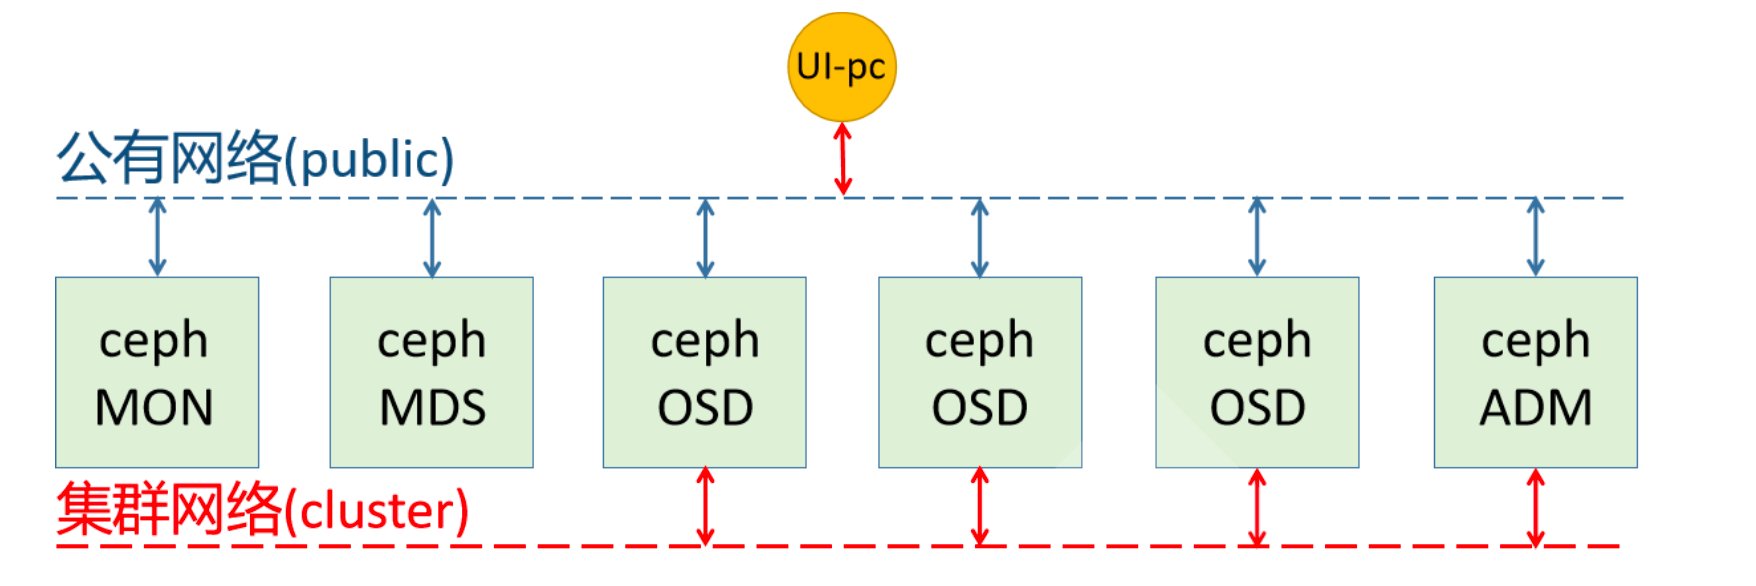 UI-pc
公有网络(public)
ceph
MON
ceph
MDS
ceph
OSD
ceph
OSD
ceph
OSD
ceph
ADM
集群网络(cluster)